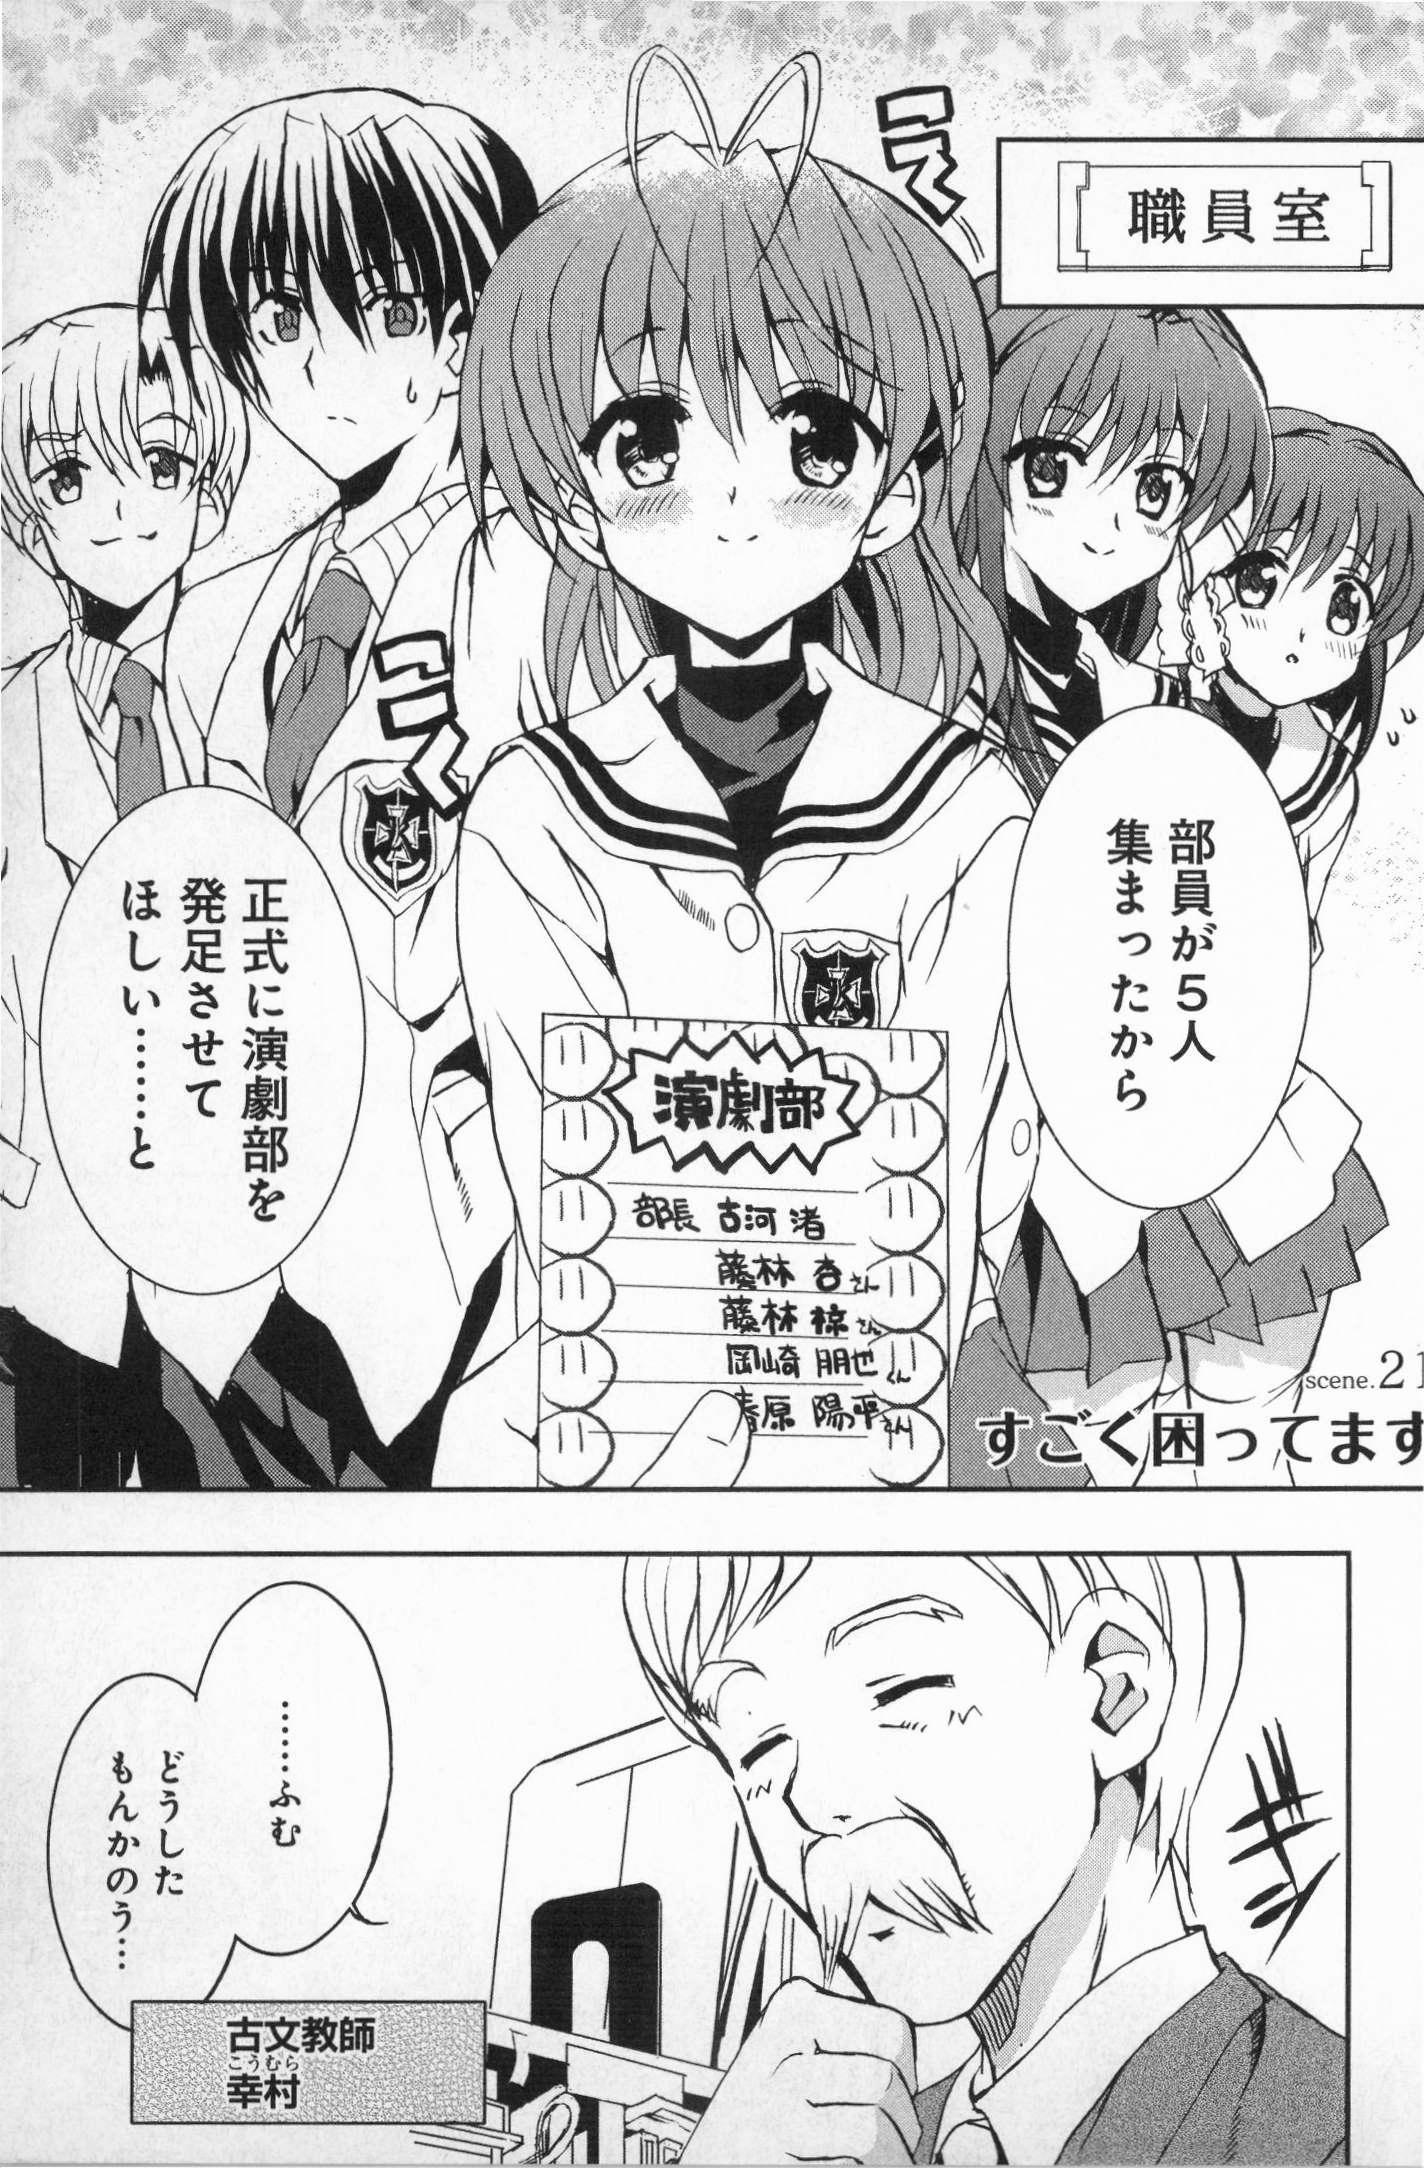 職員室
こく
部員が5人
集まったから
こく
正式に演劇部を
発足させて
ほしい………と
演劇部
部長 古河 渚
藤林 杏さん
藤林 椋さん
岡崎 朋也くん
春原 陽平さん
scene.21
すごく困ってます
……ふむ
どうした
もんかのう…
古文教師
こうむら
幸村